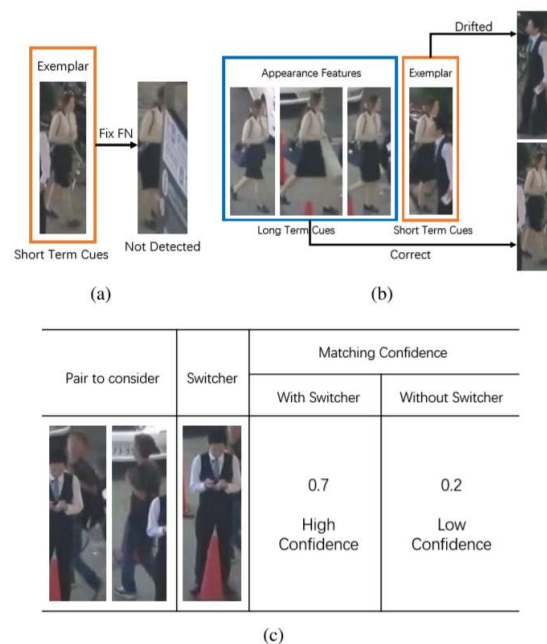 Exemplar
Fix FN
Not Detected
Short Term Cues
(a)
Drifted
Appearance Features
Exemplar
Long Term Cues
Short Term Cues
Correct
(b)
Pair to consider
Switcher
Matching Confidence
With Switcher
Without Switcher
0.7
High
Confidence
0.2
Low
Confidence
(c)